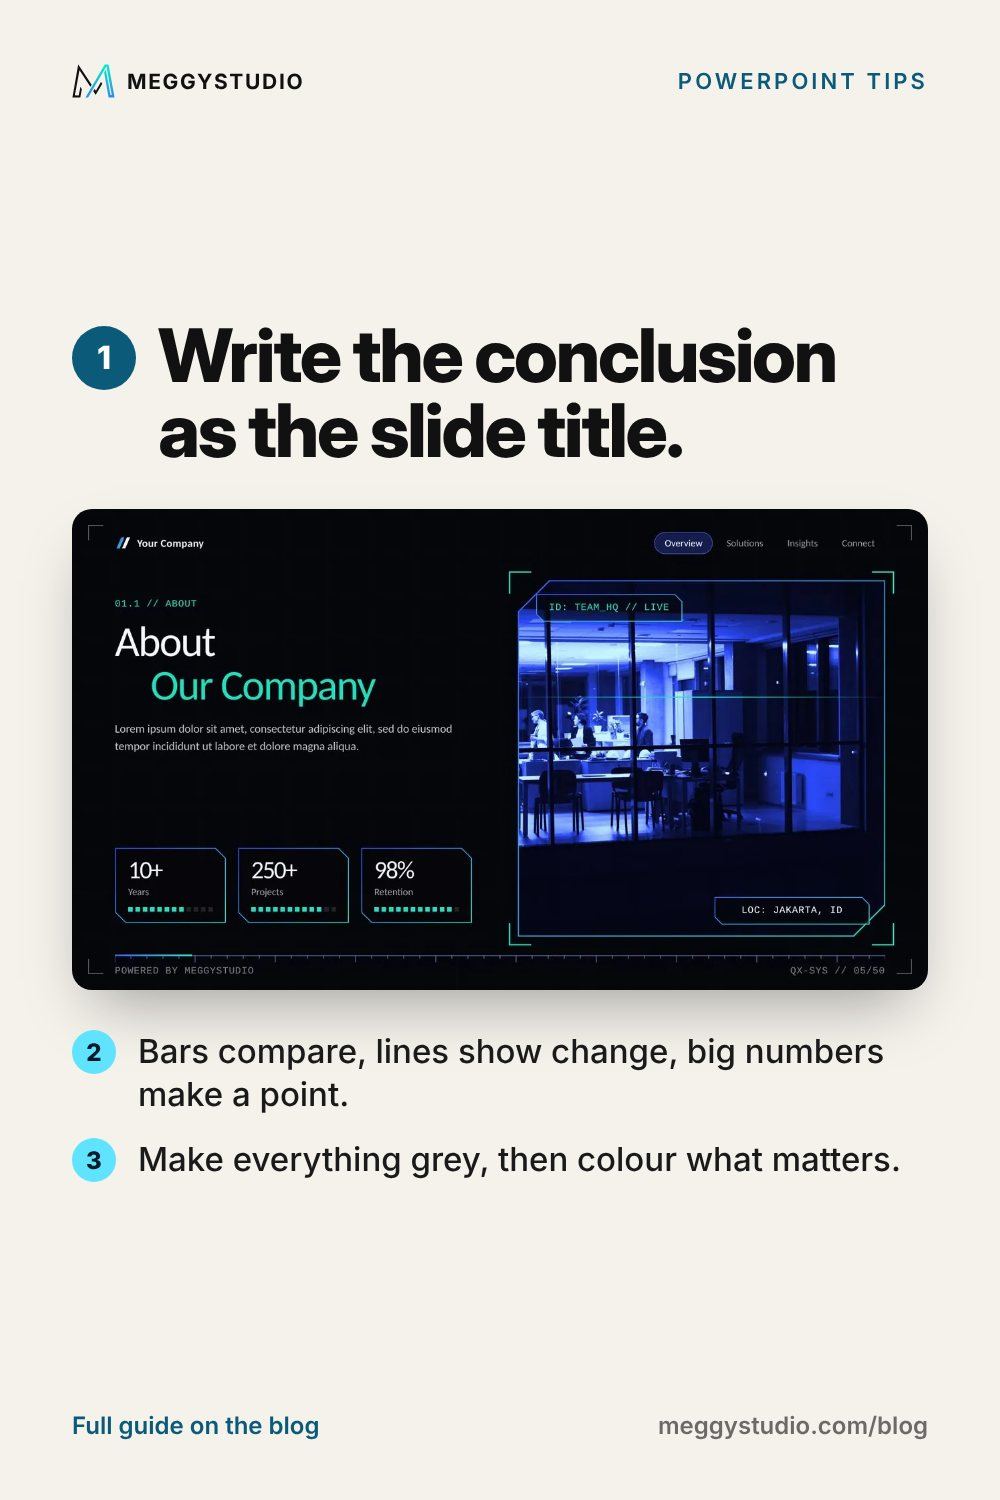 MEGGYSTUDIO
POWERPOINT TIPS
1
Write the conclusion
as the slide title.
Your Company
Overview
Solutions
Insights
Connect
01.1 // ABOUT
About
Our Company
Lorem ipsum dolor sit amet, consectetur adipiscing elit, sed do eiusmod
tempor incididunt ut labore et dolore magna aliqua.
10+
Years
250+
Projects
98%
Retention
ID: TEAM_HQ // LIVE
LOC: JAKARTA, ID
POWERED BY MEGGYSTUDIO
QX-SYS // 05/50
2
Bars compare, lines show change, big numbers
make a point.
3
Make everything grey, then colour what matters.
Full guide on the blog
meggystudio.com/blog